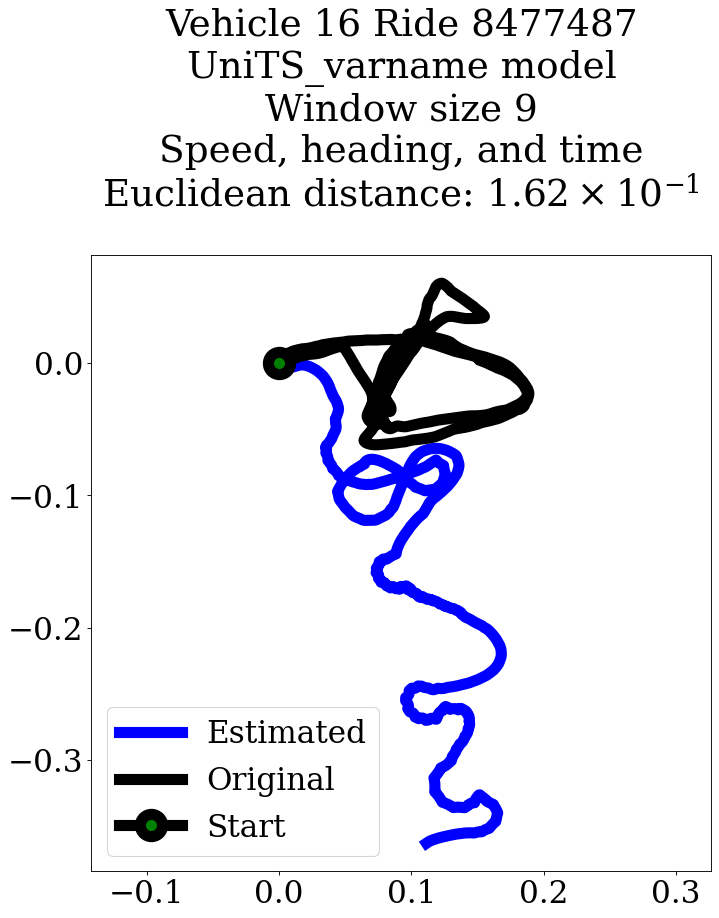 Vehicle 16 Ride 8477487
UniTS_varname model
Window size 9
Speed, heading, and time
Euclidean distance: 1.62 × 10⁻¹
0.0
−0.1
−0.2
−0.3
Estimated
Original
Start
−0.1 0.0 0.1 0.2 0.3